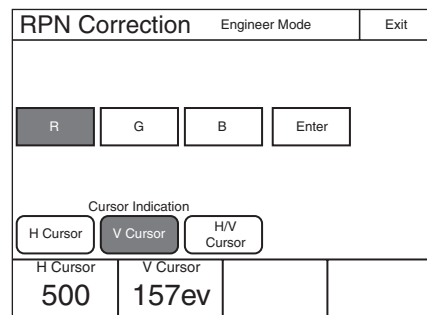 RPN Correction Engineer Mode Exit
R G B Enter
Cursor Indication
H Cursor V Cursor H/V
Cursor
H Cursor V Cursor
500 157ev